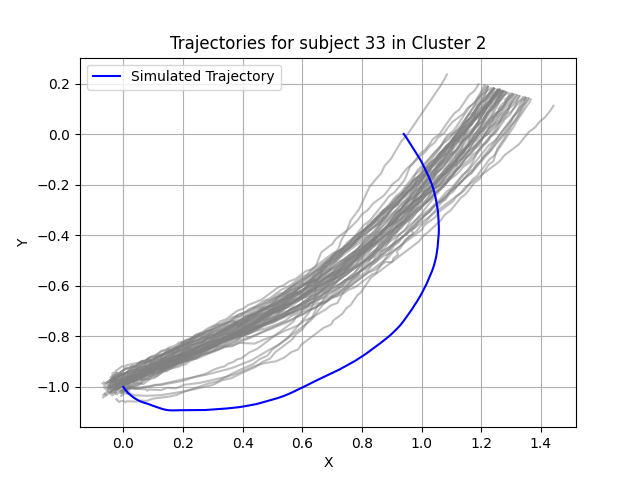 Trajectories for subject 33 in Cluster 2
Simulated Trajectory
Y
0.2
0.0
−0.2
−0.4
−0.6
−0.8
−1.0
0.0 0.2 0.4 0.6 0.8 1.0 1.2 1.4
X